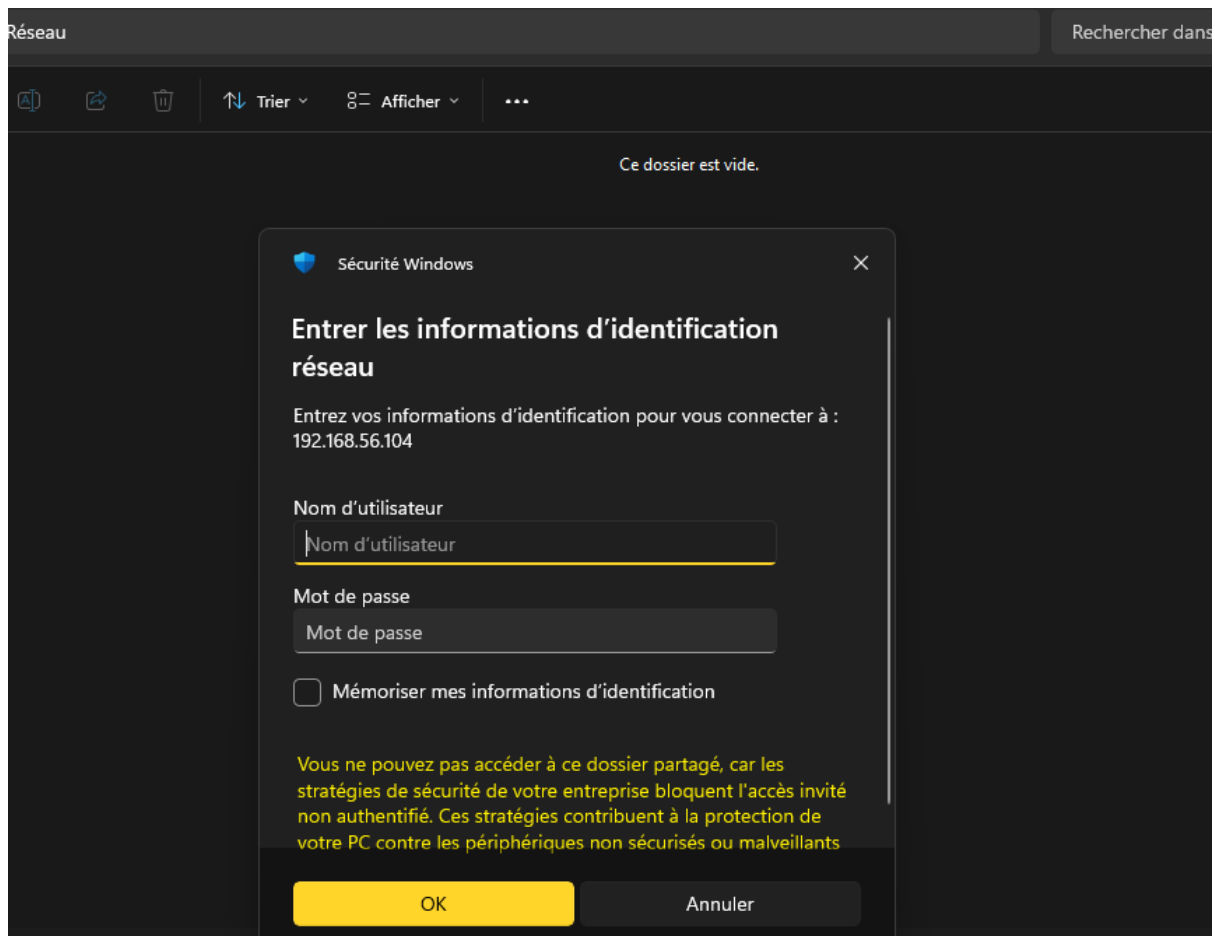 Réseau
Rechercher dans
Trier
Afficher
Ce dossier est vide.
Sécurité Windows
Entrer les informations d’identification
réseau
Entrez vos informations d’identification pour vous connecter à :
192.168.56.104
Nom d’utilisateur
Nom d’utilisateur
Mot de passe
Mot de passe
Mémoriser mes informations d’identification
Vous ne pouvez pas accéder à ce dossier partagé, car les
stratégies de sécurité de votre entreprise bloquent l'accès invité
non authentifié. Ces stratégies contribuent à la protection de
votre PC contre les périphériques non sécurisés ou malveillants
OK
Annuler